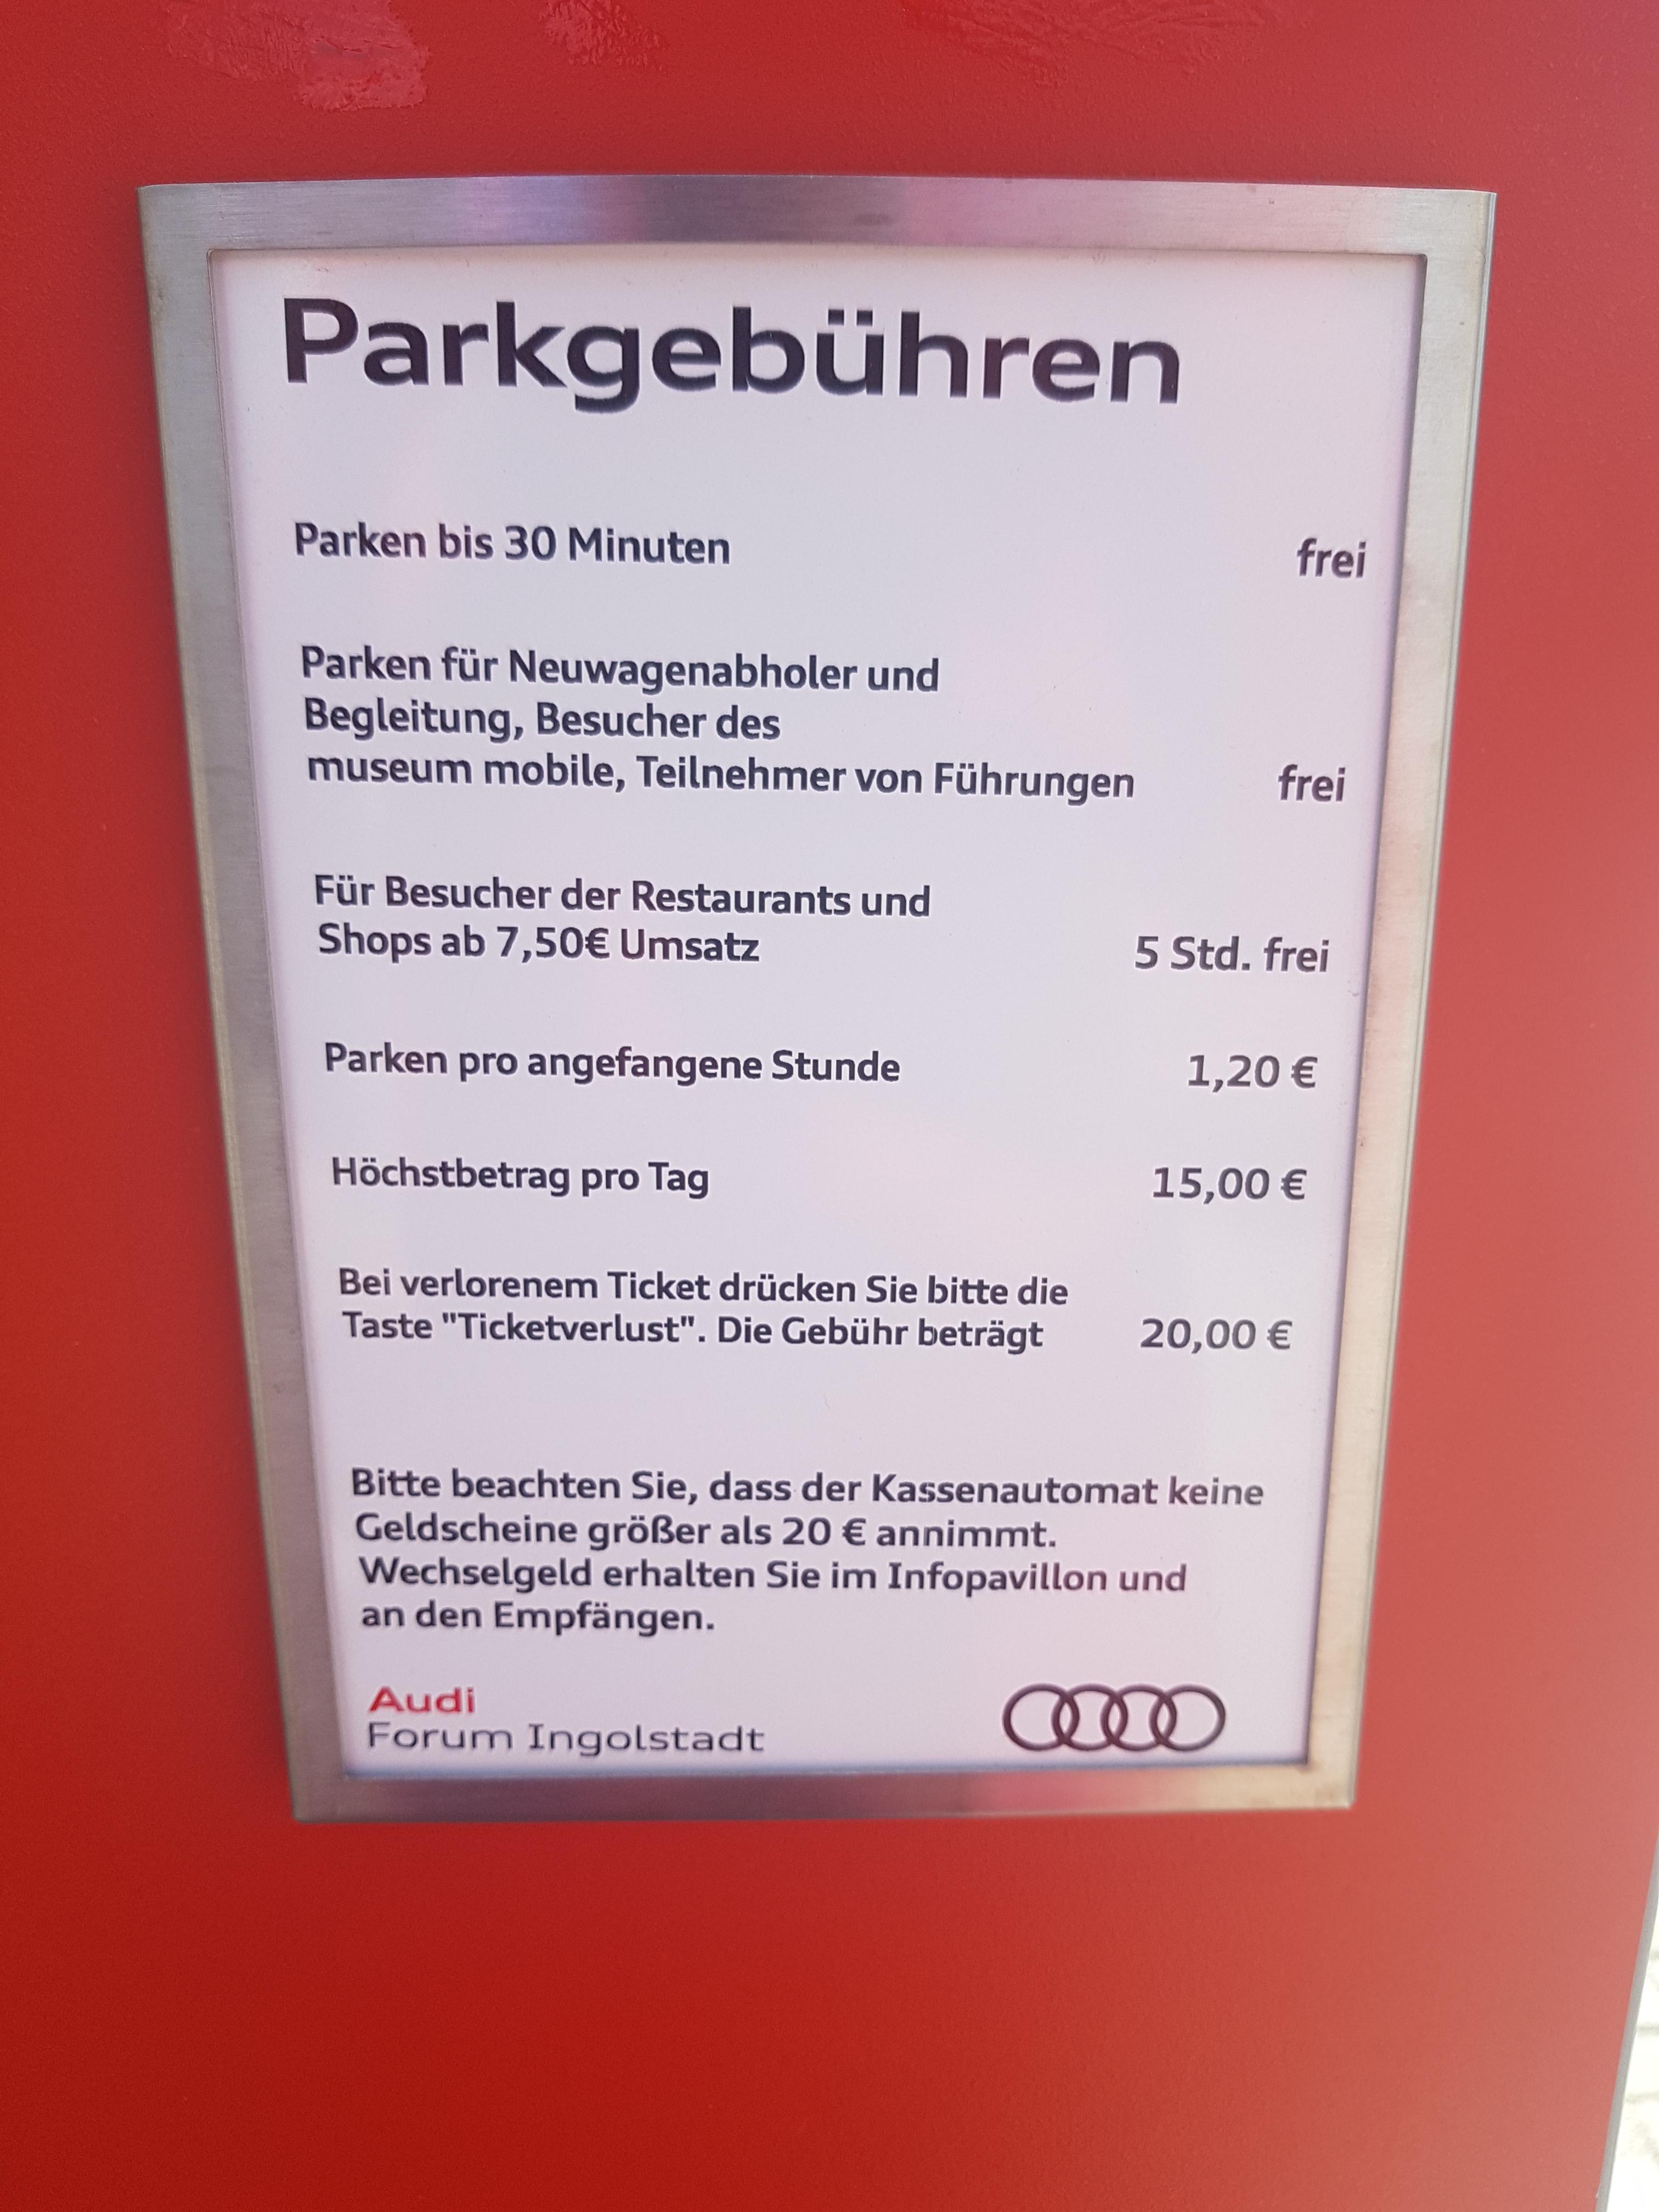 Parkgebühren
Parken bis 30 Minuten frei
Parken für Neuwagenabholer und
Begleitung, Besucher des
museum mobile, Teilnehmer von Führungen frei
Für Besucher der Restaurants und
Shops ab 7,50€ Umsatz 5 Std. frei
Parken pro angefangene Stunde 1,20 €
Höchstbetrag pro Tag 15,00 €
Bei verlorenem Ticket drücken Sie bitte die
Taste "Ticketverlust". Die Gebühr beträgt 20,00 €
Bitte beachten Sie, dass der Kassenautomat keine
Geldscheine größer als 20 € annimmt.
Wechselgeld erhalten Sie im Infopavillon und
an den Empfängen.
Audi
Forum Ingolstadt